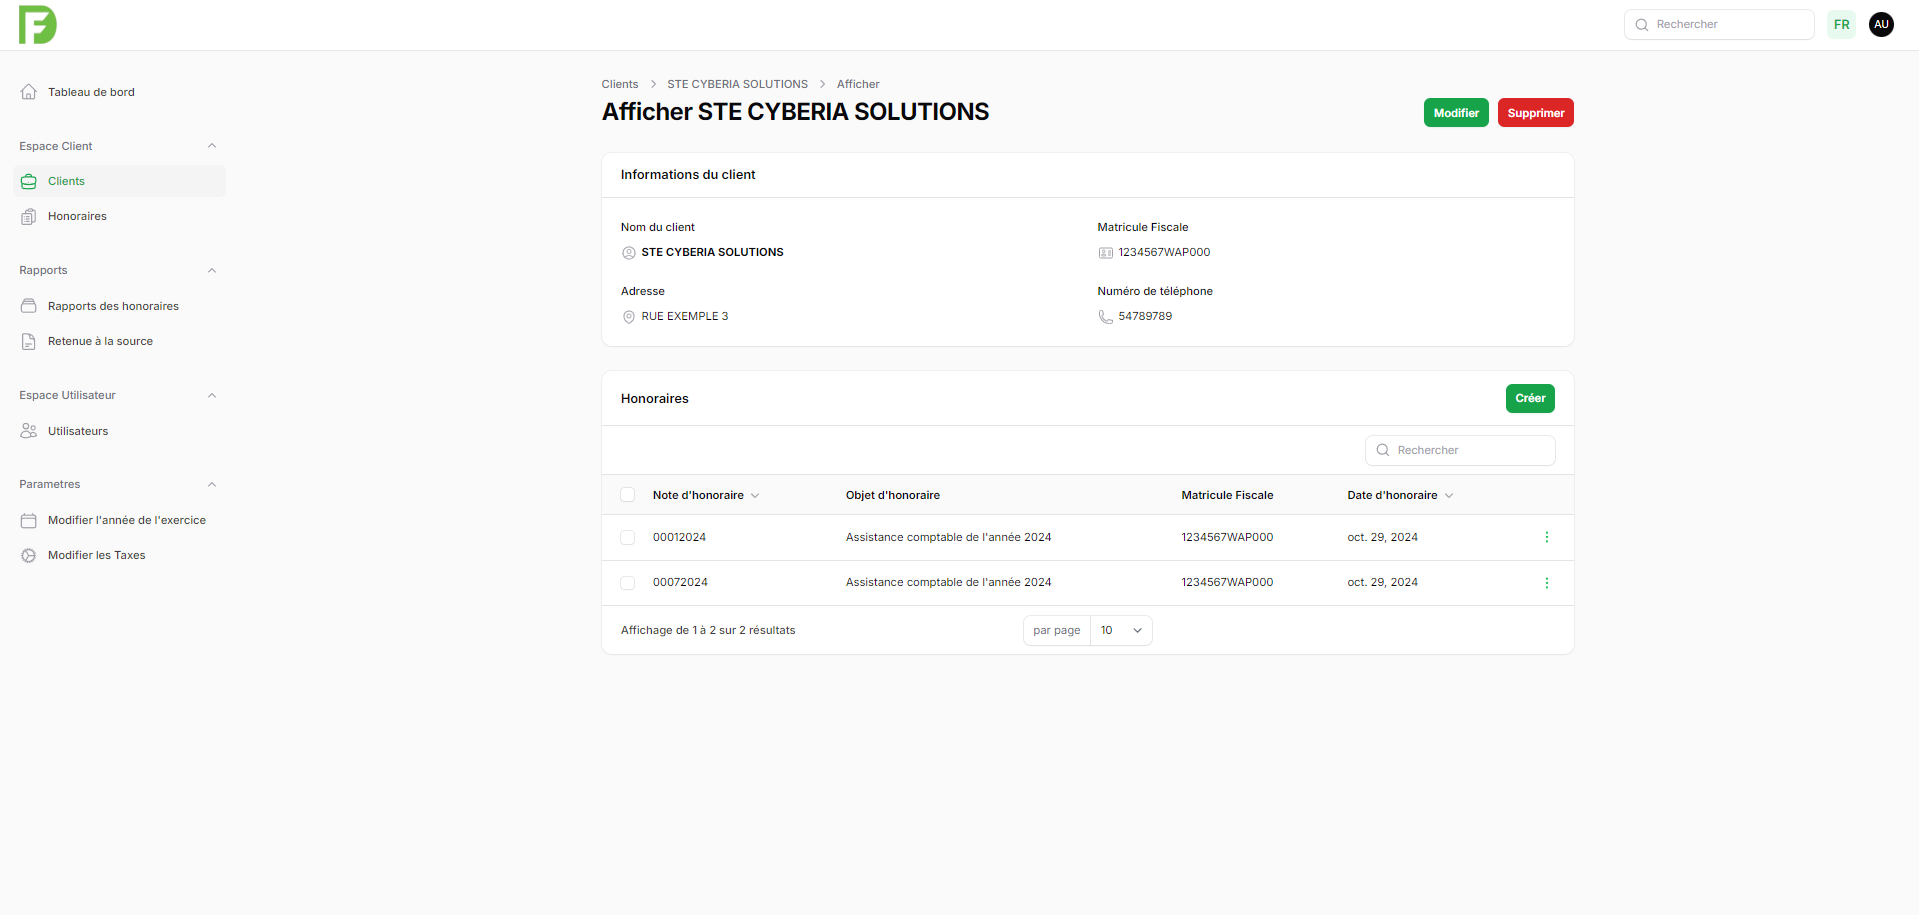 Rechercher
FR
AU
Tableau de bord
Espace Client
Clients
Honoraires
Rapports
Rapports des honoraires
Retenue à la source
Espace Utilisateur
Utilisateurs
Parametres
Modifier l'année de l'exercice
Modifier les Taxes
Clients > STE CYBERIA SOLUTIONS > Afficher
Afficher STE CYBERIA SOLUTIONS
Modifier Supprimer
Informations du client
Nom du client
STE CYBERIA SOLUTIONS
Matricule Fiscale
1234567WAP000
Adresse
RUE EXEMPLE 3
Numéro de téléphone
54789789
Honoraires
Créer
Rechercher
Note d'honoraire Objet d'honoraire Matricule Fiscale Date d'honoraire
00012024 Assistance comptable de l'année 2024 1234567WAP000 oct. 29, 2024
00072024 Assistance comptable de l'année 2024 1234567WAP000 oct. 29, 2024
Affichage de 1 à 2 sur 2 résultats par page 10